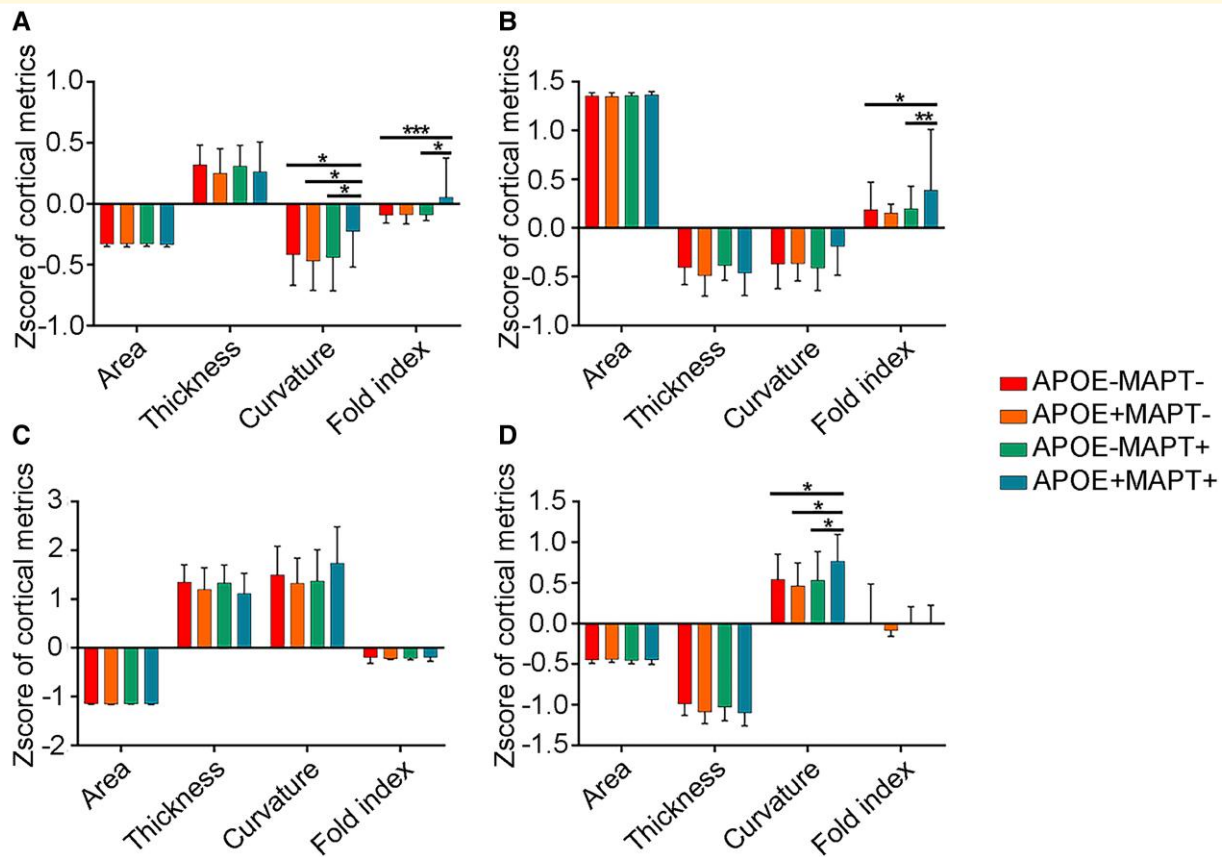 A
Zscore of cortical metrics
1.0
0.5
0.0
-0.5
-1.0
*
*
*
***
*
Area
Thickness
Curvature
Fold index
B
Zscore of cortical metrics
1.5
1.0
0.5
0.0
-0.5
-1.0
*
**
Area
Thickness
Curvature
Fold index
C
Zscore of cortical metrics
3
2
1
0
-1
-2
Area
Thickness
Curvature
Fold index
D
Zscore of cortical metrics
1.5
1.0
0.5
0.0
-0.5
-1.0
-1.5
*
*
*
Area
Thickness
Curvature
Fold index
APOE-MAPT-
APOE+MAPT-
APOE-MAPT+
APOE+MAPT+